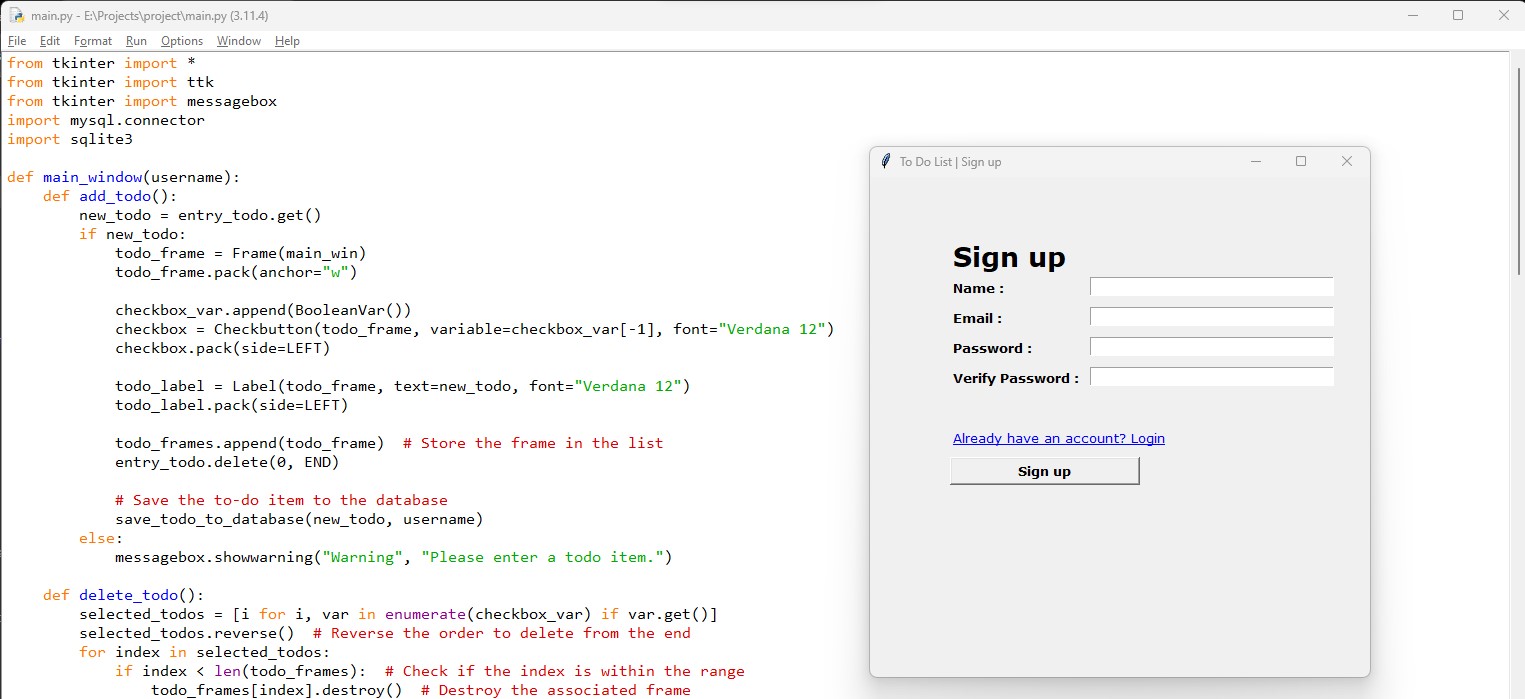 main.py - E:\Projects\project\main.py (3.11.4)
File Edit Format Run Options Window Help
from tkinter import *
from tkinter import ttk
from tkinter import messagebox
import mysql.connector
import sqlite3
def main_window(username):
    def add_todo():
        new_todo = entry_todo.get()
        if new_todo:
            todo_frame = Frame(main_win)
            todo_frame.pack(anchor="w")
            checkbox_var.append(BooleanVar())
            checkbox = Checkbutton(todo_frame, variable=checkbox_var[-1], font="Verdana 12")
            checkbox.pack(side=LEFT)
            todo_label = Label(todo_frame, text=new_todo, font="Verdana 12")
            todo_label.pack(side=LEFT)
            todo_frames.append(todo_frame)  # Store the frame in the list
            entry_todo.delete(0, END)
            # Save the to-do item to the database
            save_todo_to_database(new_todo, username)
        else:
            messagebox.showwarning("Warning", "Please enter a todo item.")
    def delete_todo():
        selected_todos = [i for i, var in enumerate(checkbox_var) if var.get()]
        selected_todos.reverse()  # Reverse the order to delete from the end
        for index in selected_todos:
            if index < len(todo_frames):  # Check if the index is within the range
                todo_frames[index].destroy()  # Destroy the associated frame
To Do List | Sign up
Sign up
Name :
Email :
Password :
Verify Password :
Already have an account? Login
Sign up